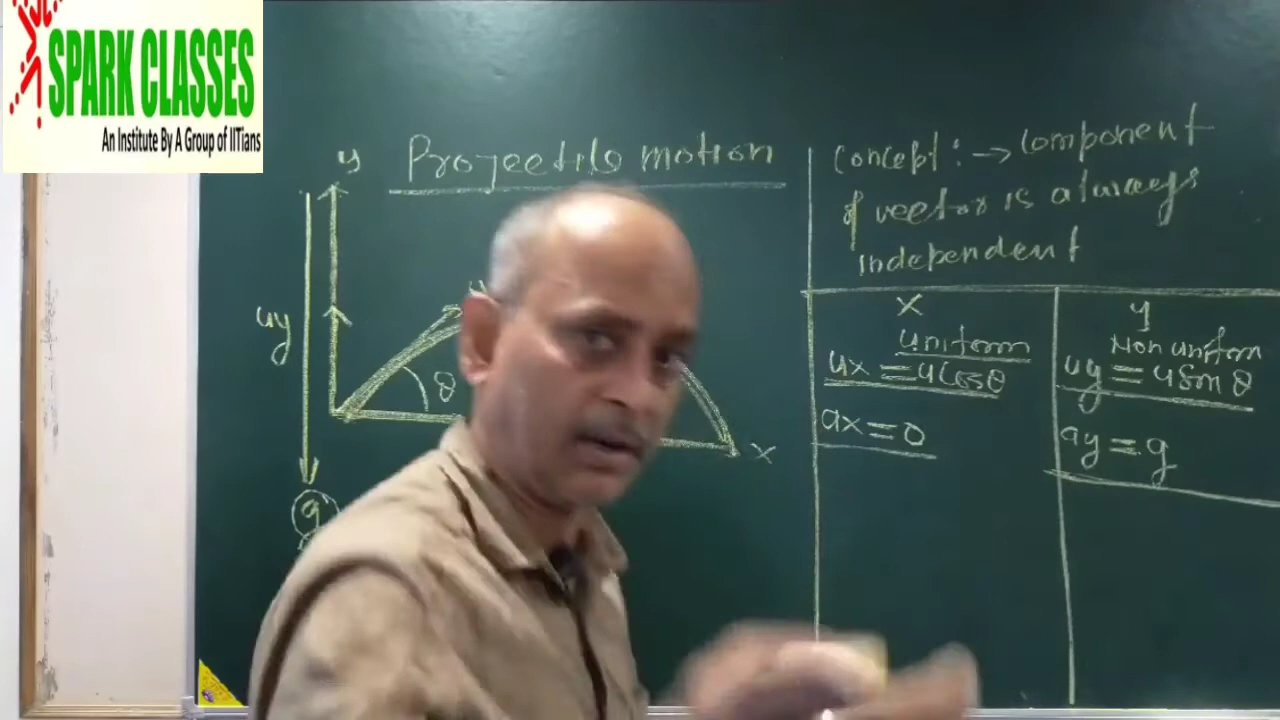 SPARK CLASSES
An Institute By A Group of IITians
Projectile motion
y
uy
g
θ
x
Concept :→ Component
of vector is always
independent
x
uniform
ux = u cosθ
ax = 0
y
Non uniform
uy = u sinθ
ay = g